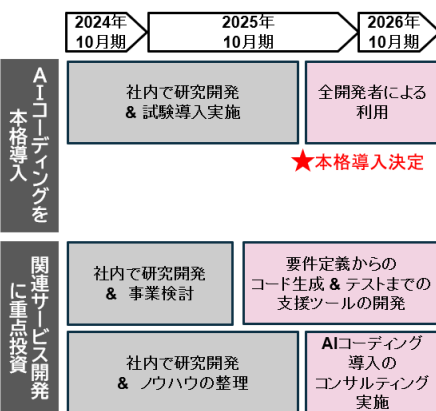 2024年
10月期
2025年
10月期
2026年
10月期
AIコーディングを
本格導入
社内で研究開発
& 試験導入実施
全開発者による
利用
★本格導入決定
関連サービス開発
に重点投資
社内で研究開発
& 事業検討
要件定義からの
コード生成 & テストまでの
支援ツールの開発
社内で研究開発
& ノウハウの整理
AIコーディング
導入の
コンサルティング
実施